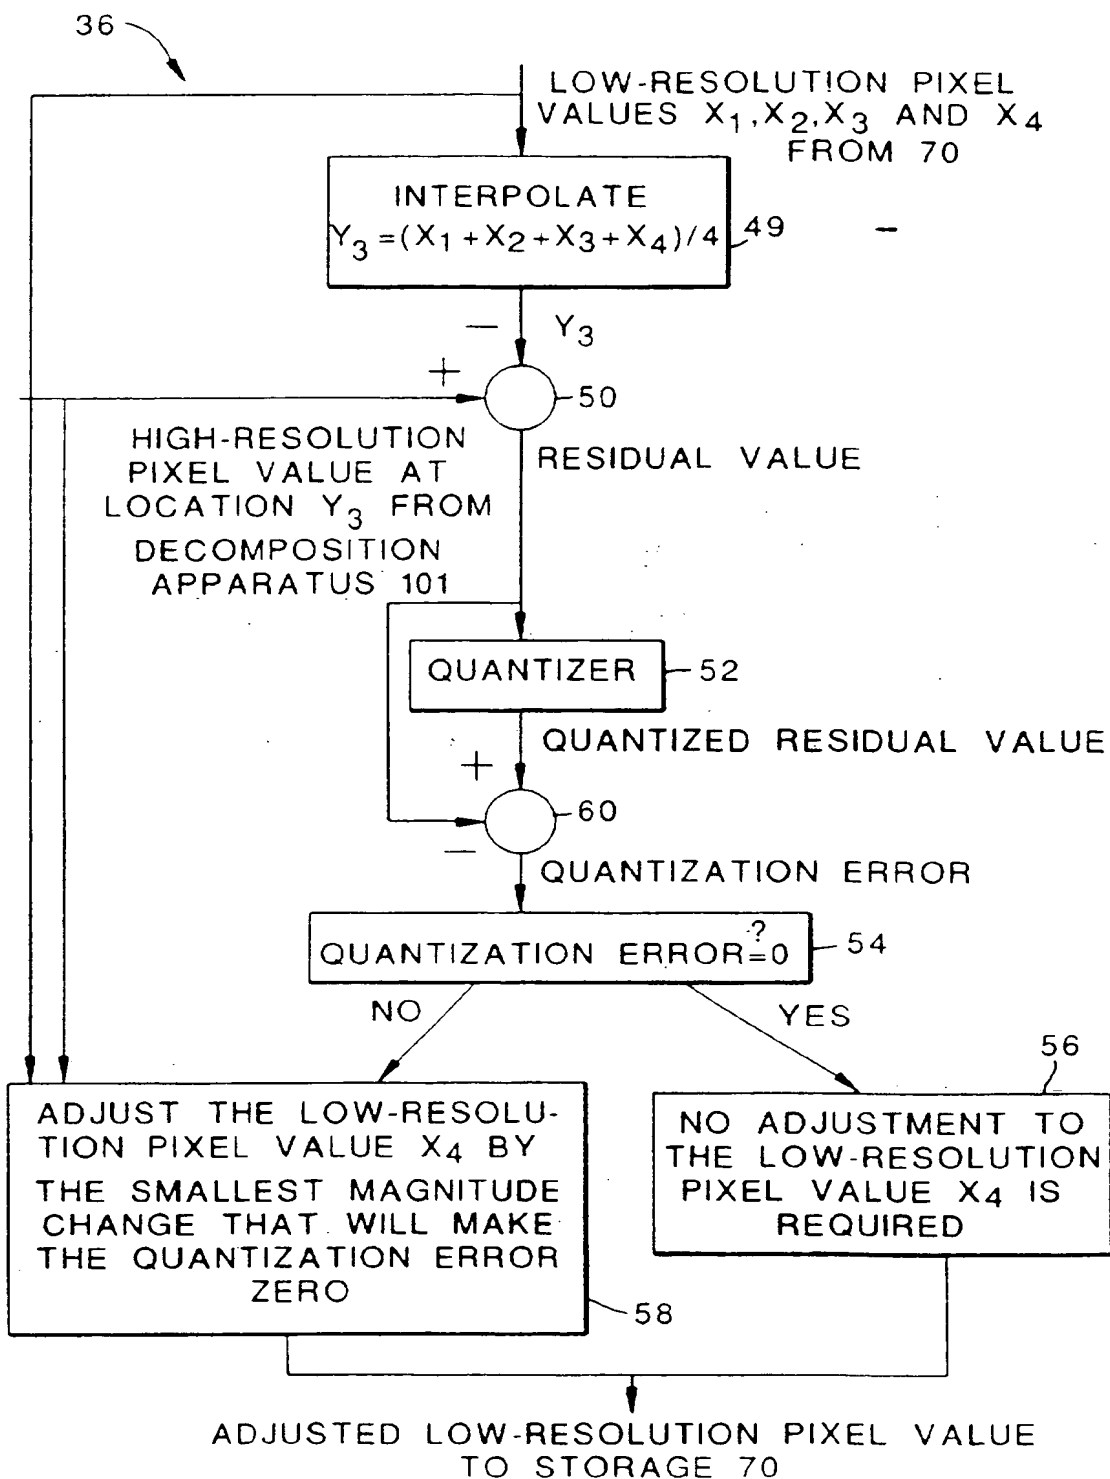 36
LOW-RESOLUTION PIXEL
VALUES X1,X2,X3 AND X4
FROM 70
INTERPOLATE
Y3=(X1+X2+X3+X4)/4
49
− Y3
+
50
HIGH-RESOLUTION
PIXEL VALUE AT
LOCATION Y3 FROM
DECOMPOSITION
APPARATUS 101
RESIDUAL VALUE
QUANTIZER
52
QUANTIZED RESIDUAL VALUE
+
60
−
QUANTIZATION ERROR
QUANTIZATION ERROR=?0
54
NO
YES
56
ADJUST THE LOW-RESOLU-
TION PIXEL VALUE X4 BY
THE SMALLEST MAGNITUDE
CHANGE THAT WILL MAKE
THE QUANTIZATION ERROR
ZERO
58
NO ADJUSTMENT TO
THE LOW-RESOLUTION
PIXEL VALUE X4 IS
REQUIRED
ADJUSTED LOW-RESOLUTION PIXEL VALUE
TO STORAGE 70